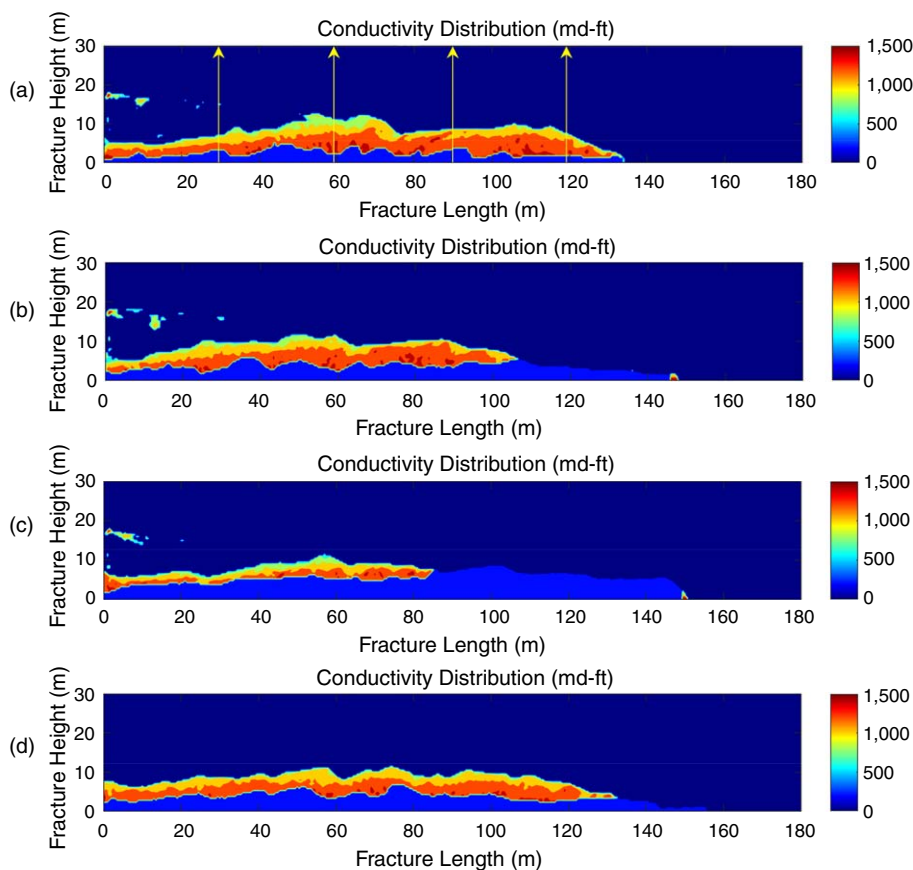 Conductivity Distribution (md-ft)
(a)
Fracture Height (m)
30
20
10
0
0 20 40 60 80 100 120 140 160 180
Fracture Length (m)
1,500
1,000
500
0
Conductivity Distribution (md-ft)
(b)
Fracture Height (m)
30
20
10
0
0 20 40 60 80 100 120 140 160 180
Fracture Length (m)
1,500
1,000
500
0
Conductivity Distribution (md-ft)
(c)
Fracture Height (m)
30
20
10
0
0 20 40 60 80 100 120 140 160 180
Fracture Length (m)
1,500
1,000
500
0
Conductivity Distribution (md-ft)
(d)
Fracture Height (m)
30
20
10
0
0 20 40 60 80 100 120 140 160 180
Fracture Length (m)
1,500
1,000
500
0